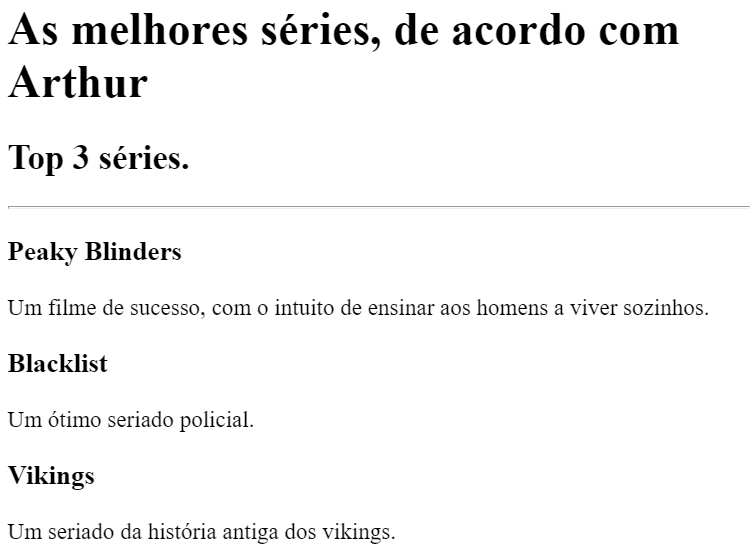 As melhores séries, de acordo com
Arthur
Top 3 séries.
Peaky Blinders
Um filme de sucesso, com o intuito de ensinar aos homens a viver sozinhos.
Blacklist
Um ótimo seriado policial.
Vikings
Um seriado da história antiga dos vikings.